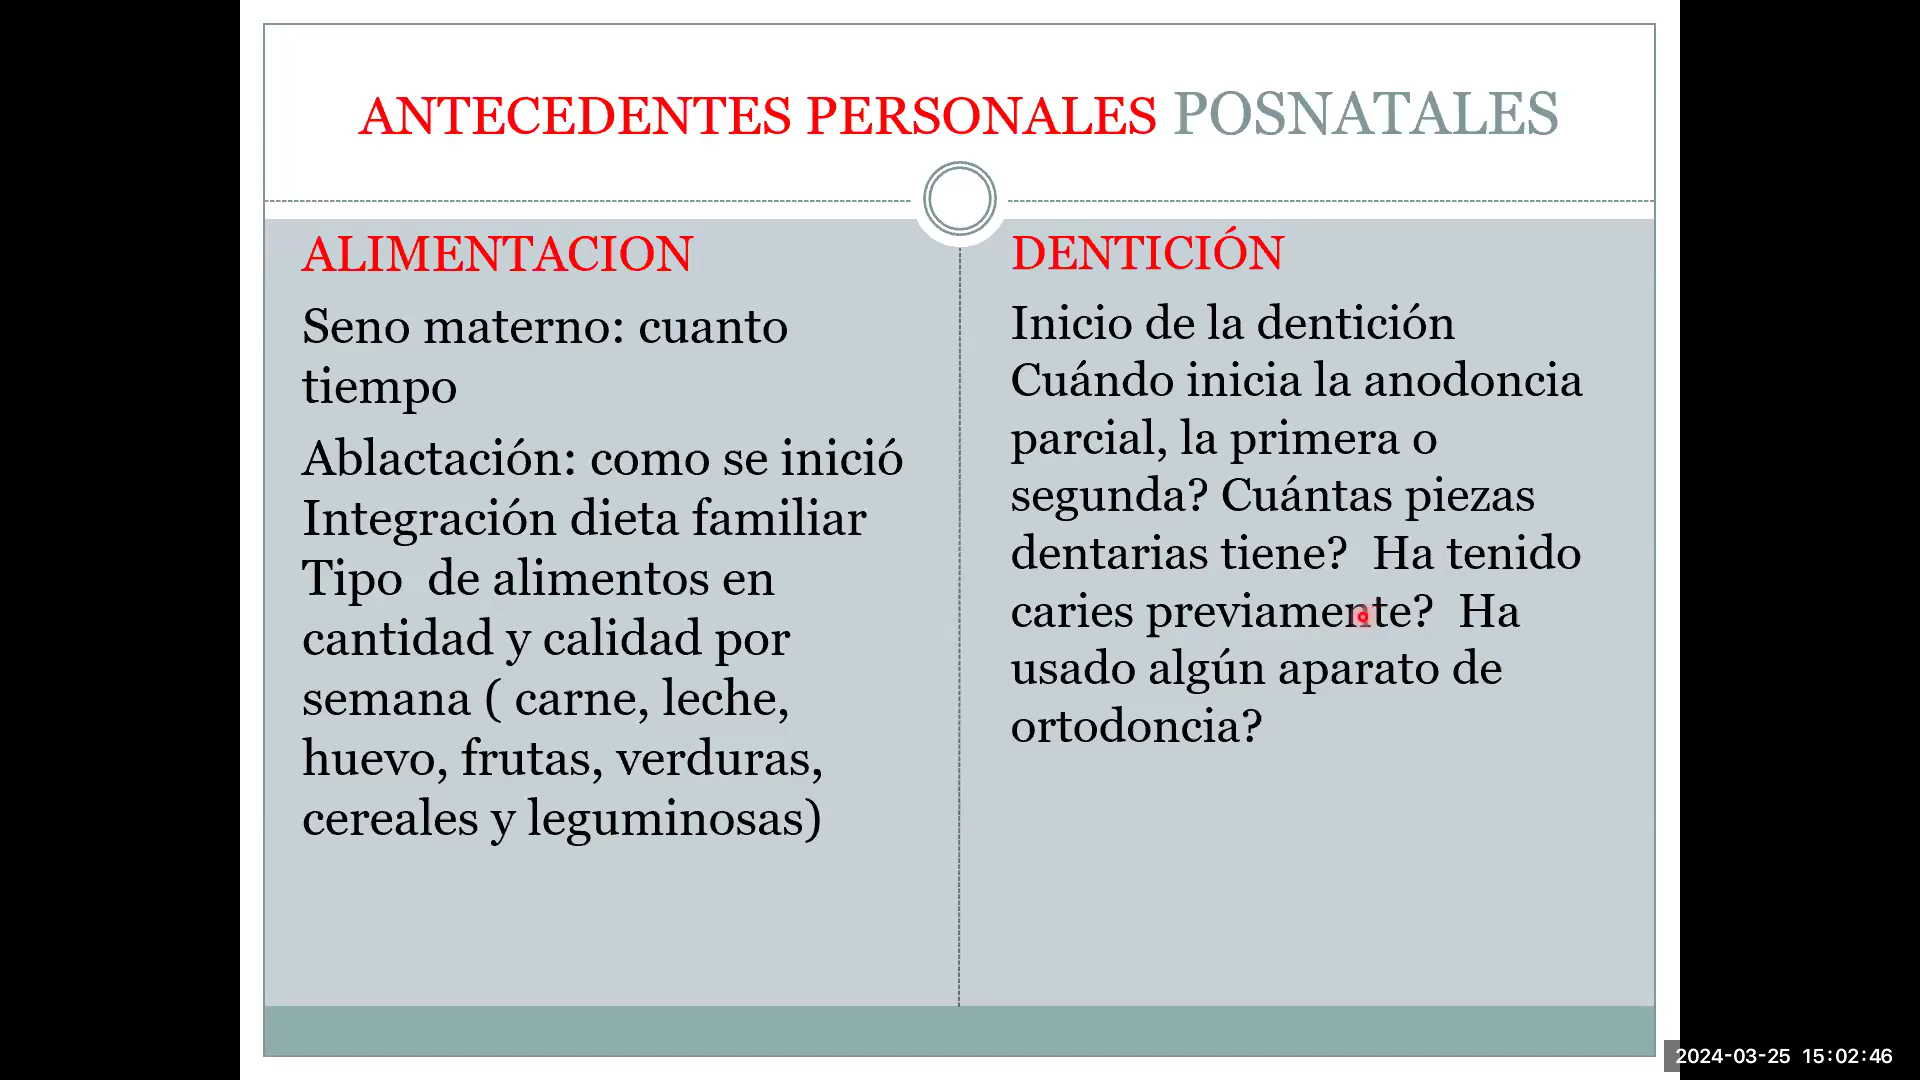 ANTECEDENTES PERSONALES POSNATALES
ALIMENTACION
Seno materno: cuanto
tiempo
Ablactación: como se inició
Integración dieta familiar
Tipo  de alimentos en
cantidad y calidad por
semana ( carne, leche,
huevo, frutas, verduras,
cereales y leguminosas)
DENTICIÓN
Inicio de la dentición
Cuándo inicia la anodoncia
parcial, la primera o
segunda? Cuántas piezas
dentarias tiene?  Ha tenido
caries previamente?  Ha
usado algún aparato de
ortodoncia?
2024-03-25 15:02:46